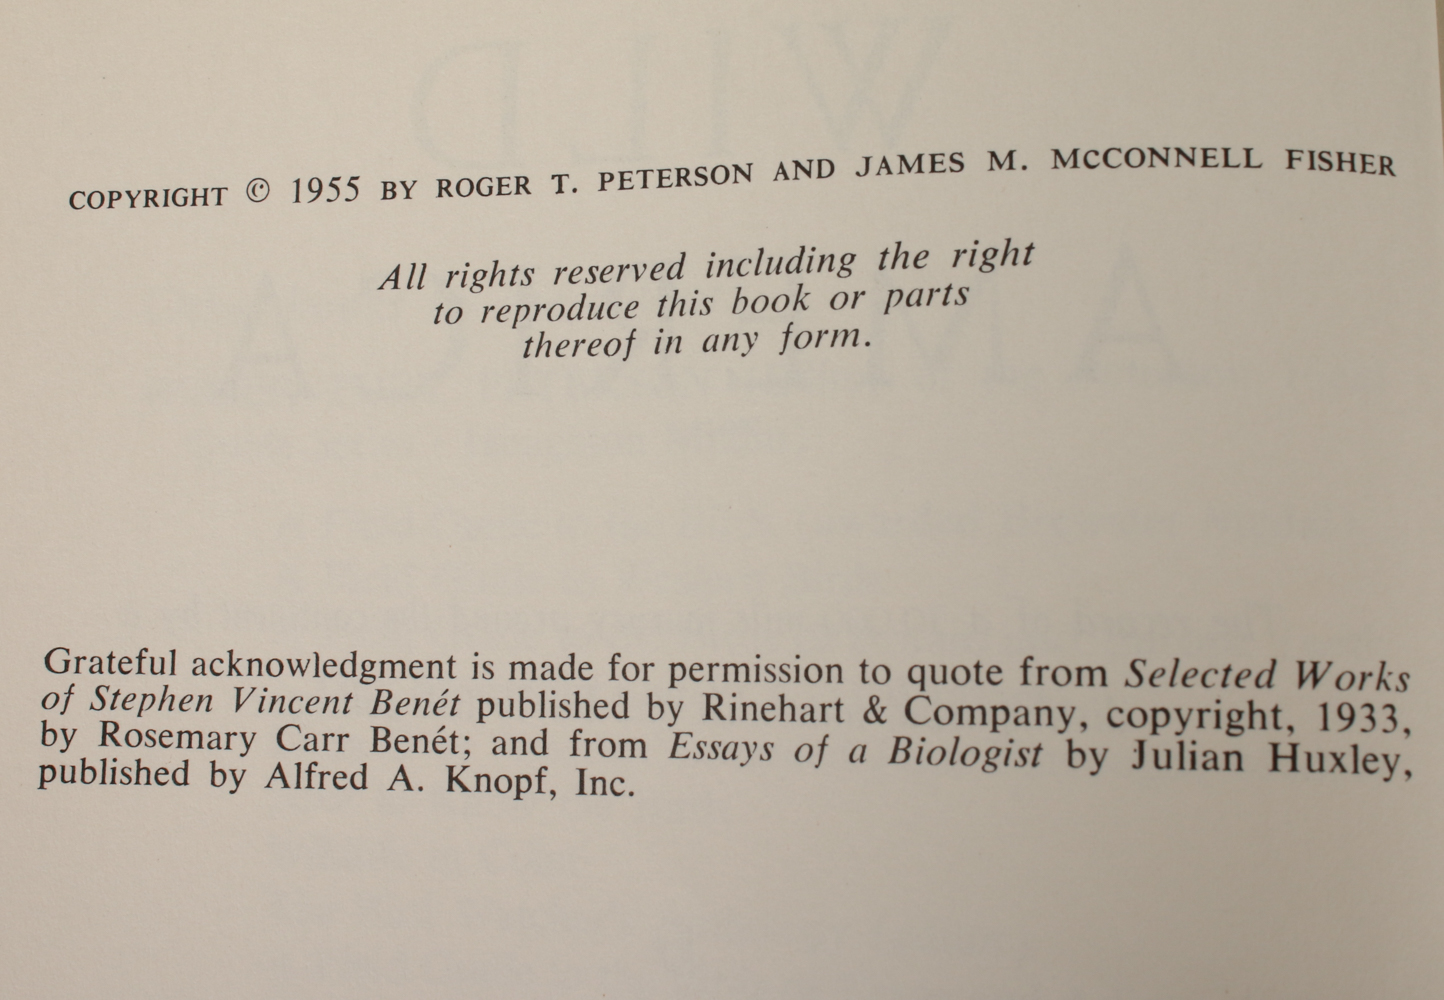 COPYRIGHT © 1955 BY ROGER T. PETERSON AND JAMES M. MCCONNELL FISHER
All rights reserved including the right
to reproduce this book or parts
thereof in any form.
Grateful acknowledgment is made for permission to quote from Selected Works
of Stephen Vincent Benét published by Rinehart & Company, copyright, 1933,
by Rosemary Carr Benét; and from Essays of a Biologist by Julian Huxley,
published by Alfred A. Knopf, Inc.